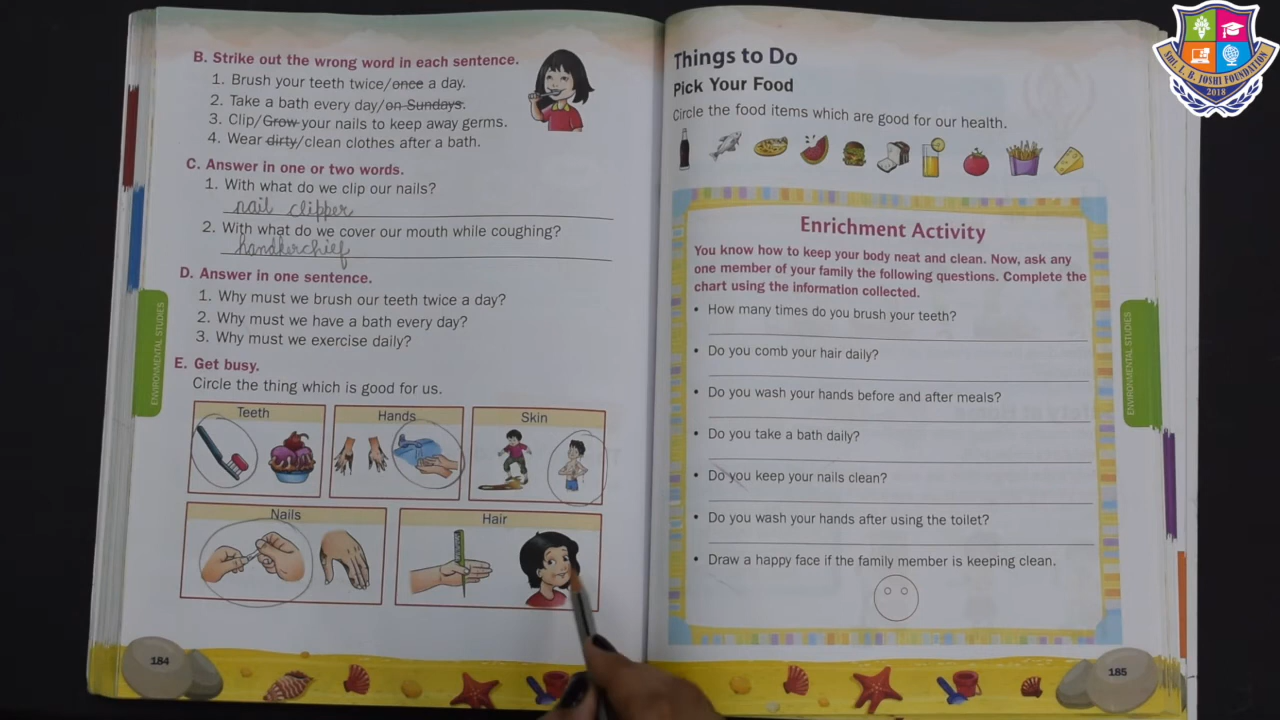 B. Strike out the wrong word in each sentence.
1. Brush your teeth twice/once a day.
2. Take a bath every day/on Sundays.
3. Clip/Grow your nails to keep away germs.
4. Wear dirty/clean clothes after a bath.
C. Answer in one or two words.
1. With what do we clip our nails?
nail clipper
2. With what do we cover our mouth while coughing?
handkerchief
D. Answer in one sentence.
1. Why must we brush our teeth twice a day?
2. Why must we have a bath every day?
3. Why must we exercise daily?
E. Get busy.
Circle the thing which is good for us.
Teeth
Hands
Skin
Nails
Hair
ENVIRONMENTAL STUDIES
184
Things to Do
Pick Your Food
Circle the food items which are good for our health.
Enrichment Activity
You know how to keep your body neat and clean. Now, ask any
one member of your family the following questions. Complete the
chart using the information collected.
• How many times do you brush your teeth?
• Do you comb your hair daily?
• Do you wash your hands before and after meals?
• Do you take a bath daily?
• Do you keep your nails clean?
• Do you wash your hands after using the toilet?
• Draw a happy face if the family member is keeping clean.
ENVIRONMENTAL STUDIES
185
SHI. L. B. JOSHI FOUNDATION
2018